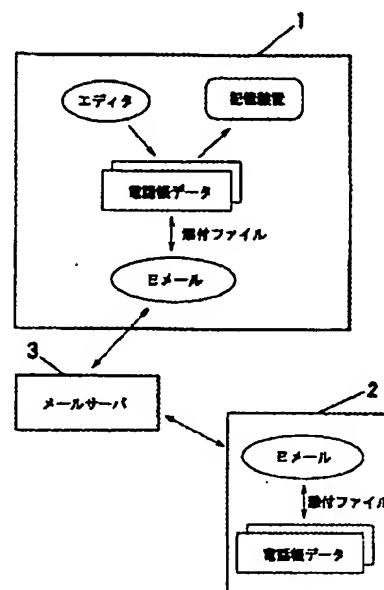 1
エディタ
記憶装置
電話帳データ
添付ファイル
Eメール
3
メールサーバ
2
Eメール
添付ファイル
電話帳データ